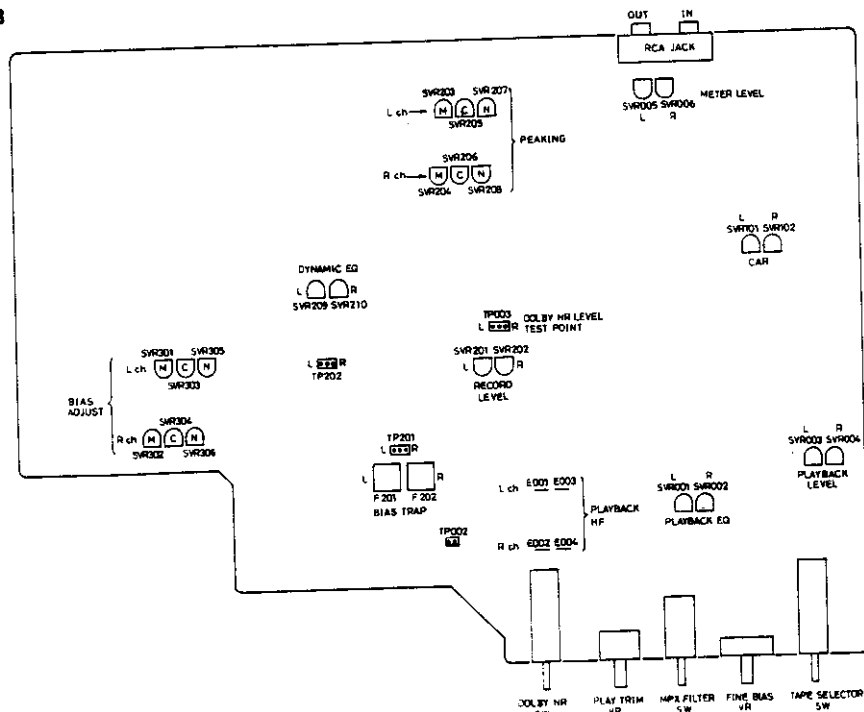 OUT IN
RCA JACK
SVR203 SVR207
L ch M C N
SVR205
PEAKING
SVR206
R ch M C N
SVR204 SVR208
SVR005 SVR006
L R
METER LEVEL
L R
SVR101 SVR102
CAR
DYNAMIC EQ
L R
SVR209 SVR210
TP003
L R
DOLBY NR LEVEL
TEST POINT
SVR301 SVR305
L ch M C N
SVR303
BIAS
ADJUST
SVR304
R ch M C N
SVR302 SVR306
L R
TP202
SVR201 SVR202
L R
RECORD
LEVEL
TP201
L R
L R
F201 F202
BIAS TRAP
TP002
L ch E001 E003
R ch E002 E004
PLAYBACK
HF
L R
SVR001 SVR002
PLAYBACK EQ
L R
SVR003 SVR004
PLAYBACK
LEVEL
DOLBY NR
SW
PLAY TRIM
VR
MPX FILTER
SW
FINE BIAS
VR
TAPE SELECTOR
SW